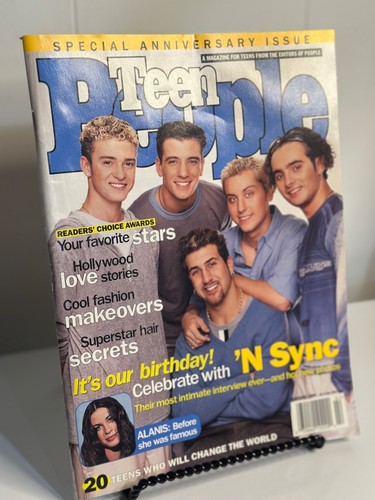 SPECIAL ANNIVERSARY ISSUE
A MAGAZINE FOR TEENS FROM THE EDITORS OF PEOPLE
Teen
People
READERS' CHOICE AWARDS
Your favorite stars
Hollywood
love stories
Cool fashion
makeovers
Superstar hair
secrets
It's our birthday!
Celebrate with 'N Sync
Their most intimate interview ever—and hot new photos
ALANIS: Before
she was famous
20 TEENS WHO WILL CHANGE THE WORLD